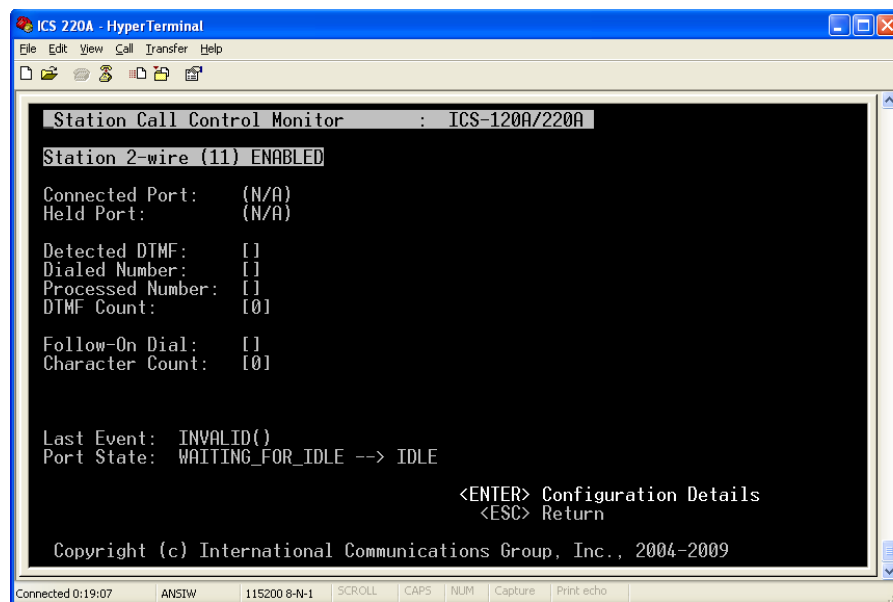 ICS 220A - HyperTerminal
File Edit View Call Transfer Help
_Station Call Control Monitor : ICS-120A/220A
Station 2-wire (11) ENABLED
Connected Port: (N/A)
Held Port: (N/A)
Detected DTMF: []
Dialed Number: []
Processed Number: []
DTMF Count: [0]
Follow-On Dial: []
Character Count: [0]
Last Event: INVALID()
Port State: WAITING_FOR_IDLE --> IDLE
<ENTER> Configuration Details
<ESC> Return
Copyright (c) International Communications Group, Inc., 2004-2009
Connected 0:19:07 ANSIW 115200 8-N-1 SCROLL CAPS NUM Capture Print echo